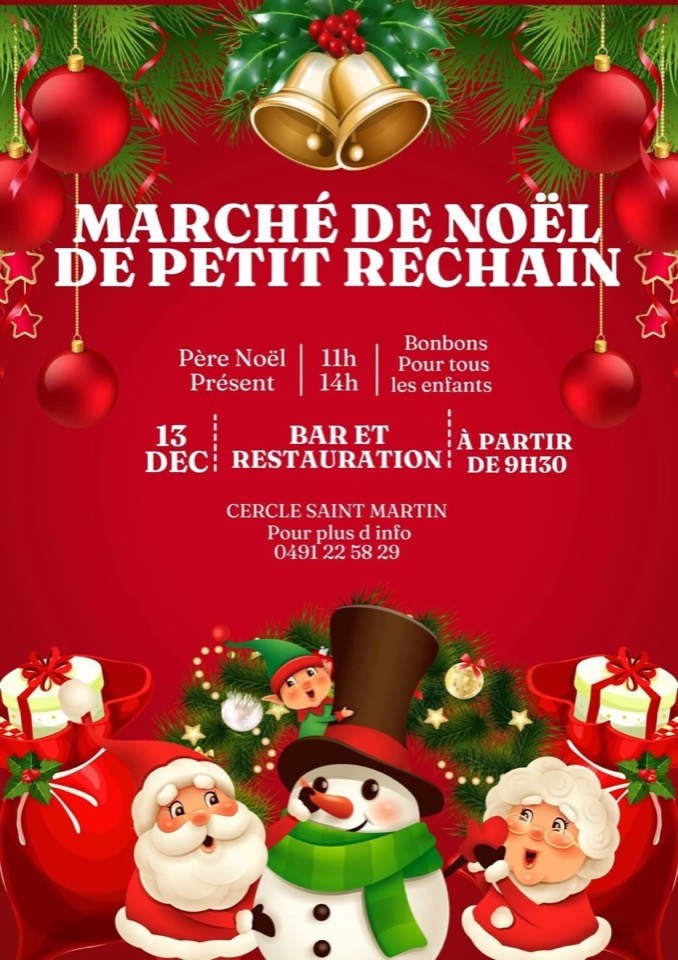 MARCHÉ DE NOËL
DE PETIT RECHAIN
Père Noël
Présent
11h
14h
Bonbons
Pour tous
les enfants
13
DEC
BAR ET
RESTAURATION
À PARTIR
DE 9H30
CERCLE SAINT MARTIN
Pour plus d info
0491 22 58 29